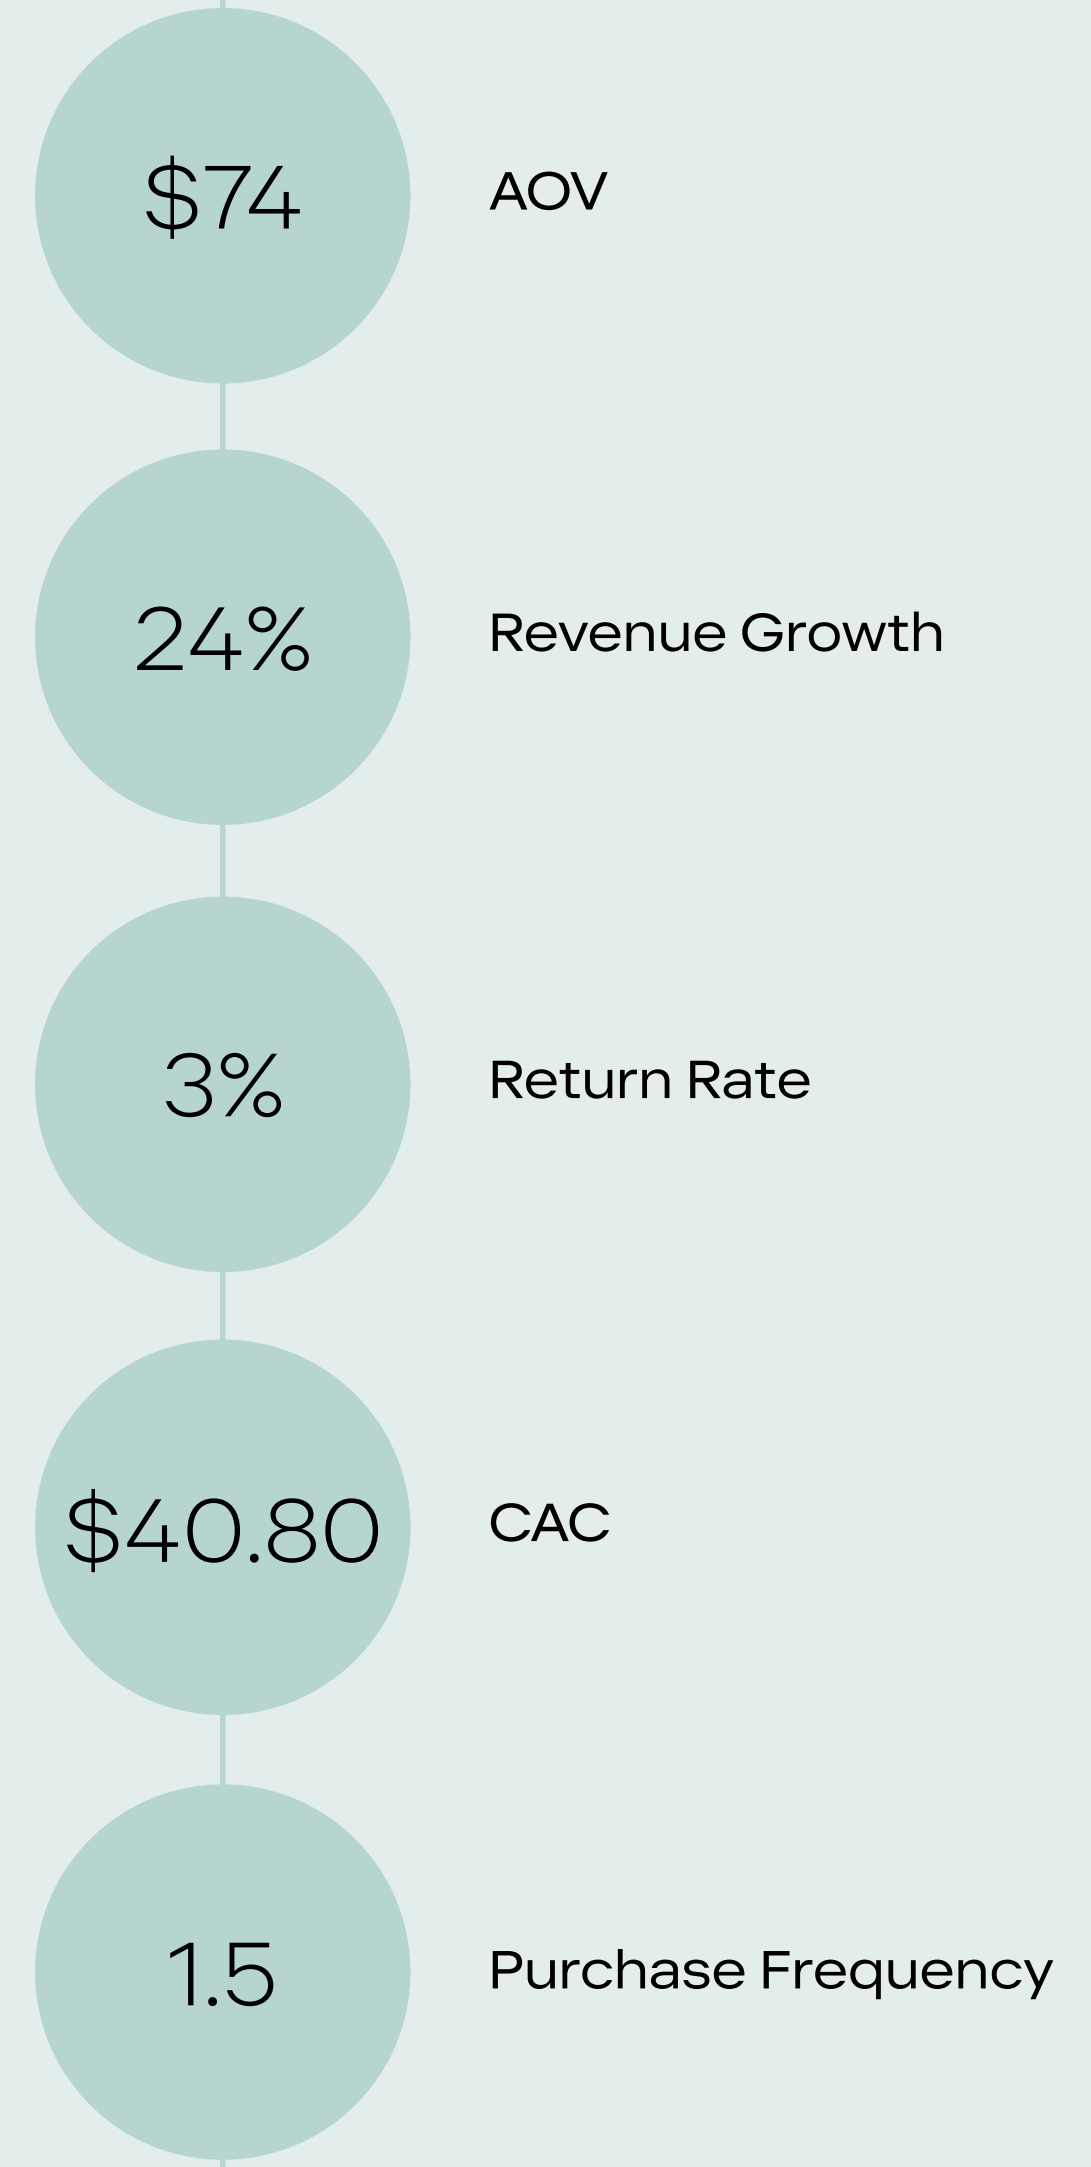 $74
AOV
24%
Revenue Growth
3%
Return Rate
$40.80
CAC
1.5
Purchase Frequency